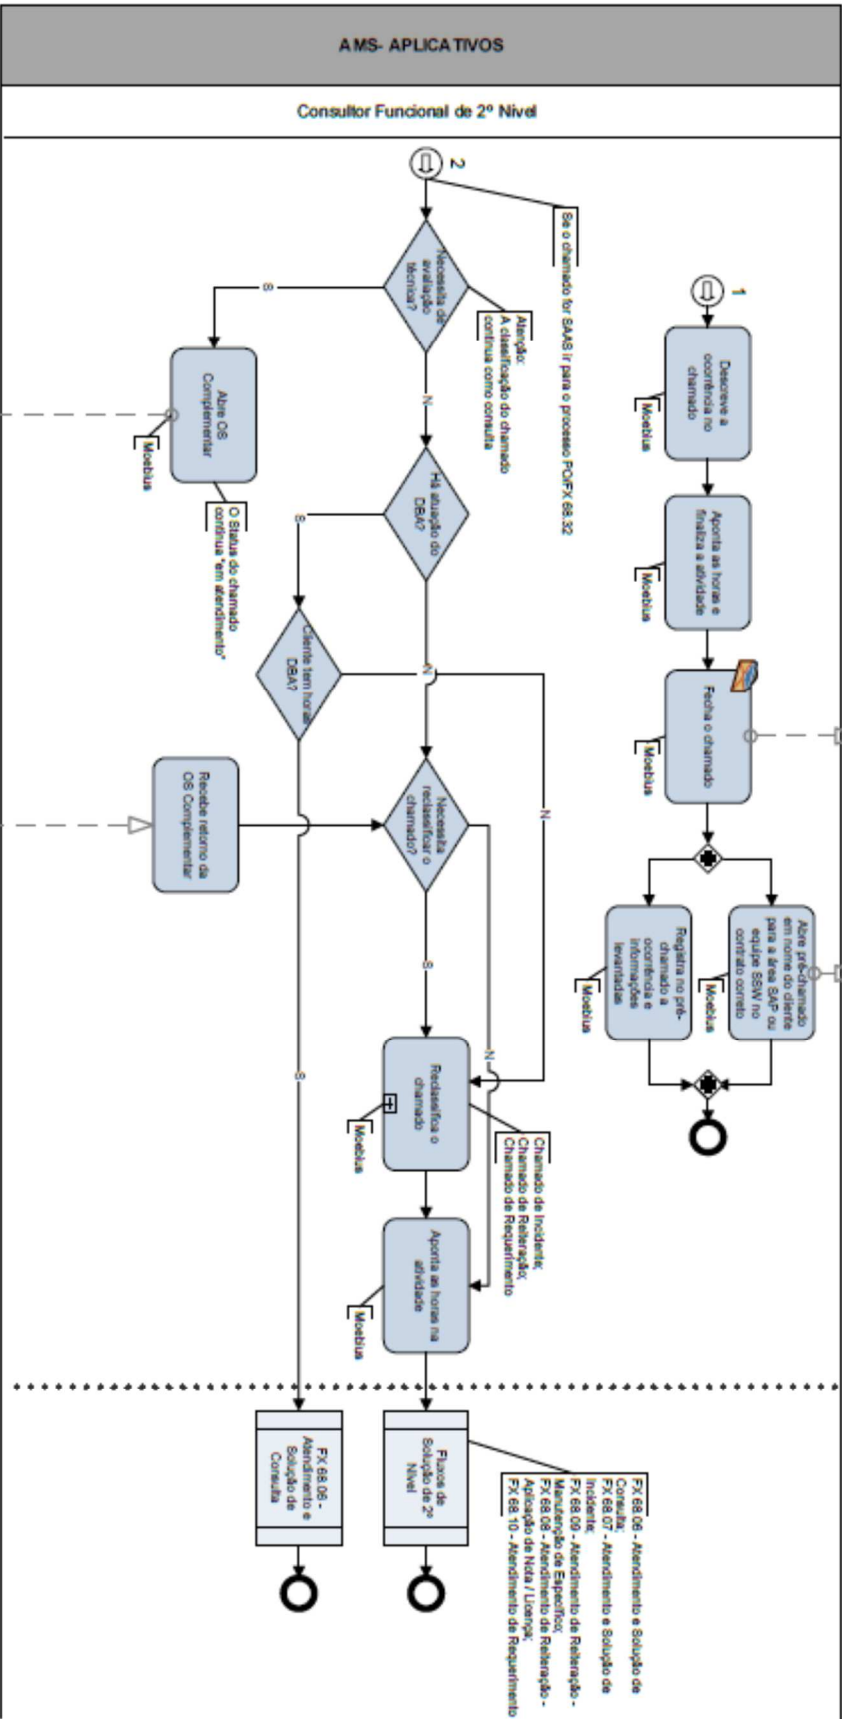 AMS- APLICATIVOS
Consultor Funcional de 2º Nível
1
Descreve a
ocorrência no
chamado
Moebius
Aponta as horas e
finaliza a atividade
Moebius
Fecha o chamado
Moebius
Abre pré-chamado
em nome do cliente
para a área SAP ou
equipe SSW no
contrato correto
Moebius
Registra no pré-
chamado a
ocorrência e
informações
levantadas
Moebius
2
Se o chamado for SAAS ir para o processo PO/FX 68.32
Necessita de
avaliação
técnica?
Atenção:
A classificação do chamado
continua como consulta
S
N
Abre OS
Complementar
Moebius
O Status do chamado
continua "em atendimento"
Há atuação do
DBA?
S
N
Cliente tem horas
DBA?
N
S
Recebe retorno da
OS Complementar
Necessita
reclassificar o
chamado?
S
N
Reclassifica o
chamado
Moebius
Chamado de Incidente;
Chamado de Reiteração;
Chamado de Requerimento
Aponta as horas na
atividade
Moebius
Fluxos de
Solução de 2º
Nível
FX 68.06 - Atendimento e Solução de
Consulta;
FX 68.07 - Atendimento e Solução de
Incidente;
FX 68.09 - Atendimento de Reiteração -
Manutenção de Específico;
FX 68.08 - Atendimento de Reiteração -
Aplicação de Nota / Licença;
FX 68.10 - Atendimento de Requerimento
FX 68.06 -
Atendimento e
Solução de
Consulta